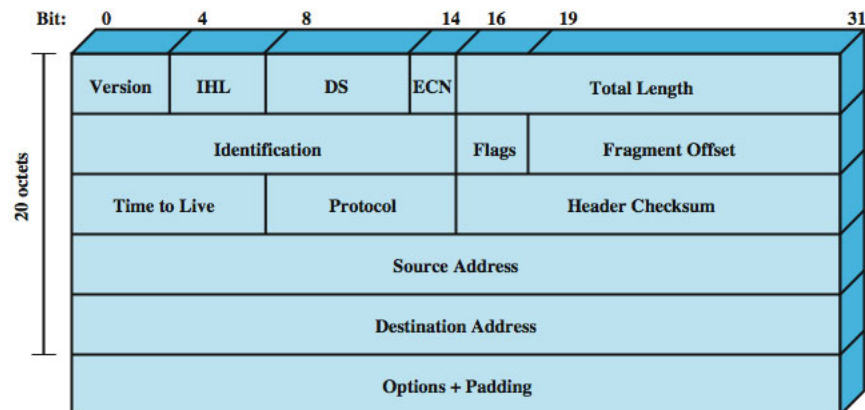 Bit: 0 4 8 14 16 19 31
Version IHL DS ECN Total Length
Identification Flags Fragment Offset
Time to Live Protocol Header Checksum
Source Address
Destination Address
Options + Padding
20 octets